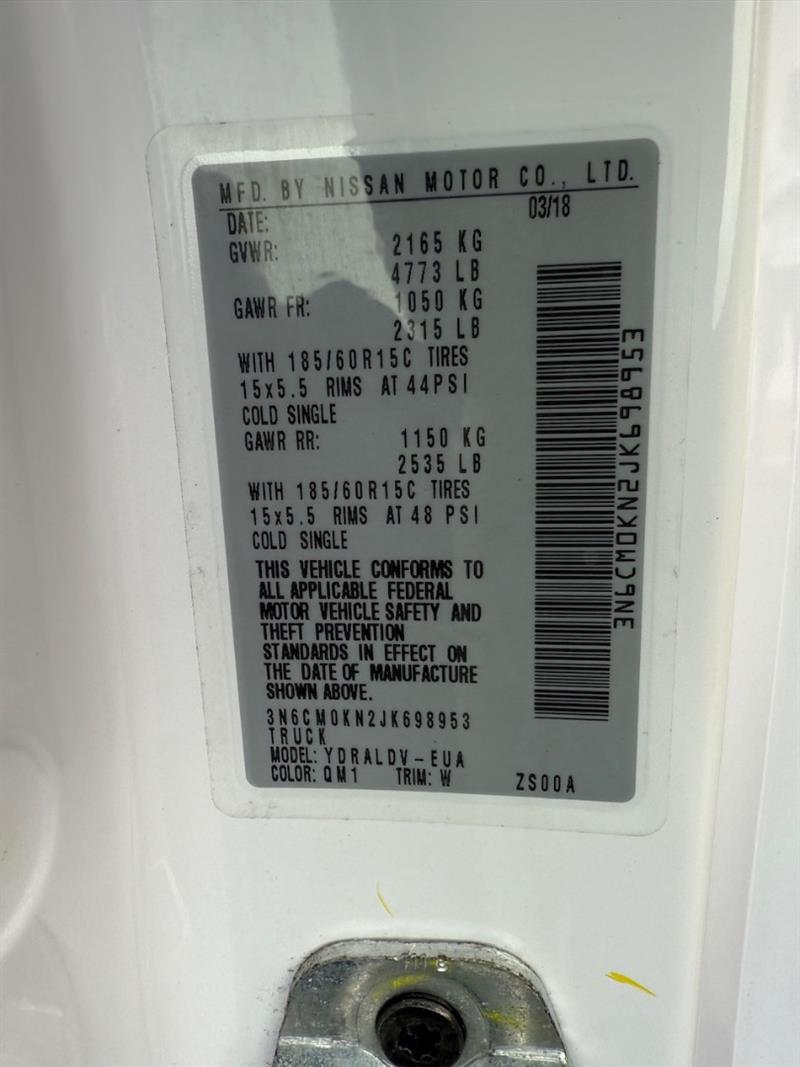 MFD. BY NISSAN MOTOR CO., LTD.
DATE: 03/18
GVWR: 2165 KG
4773 LB
GAWR FR: 1050 KG
2315 LB
WITH 185/60R15C TIRES
15x5.5 RIMS AT 44PSI
COLD SINGLE
GAWR RR: 1150 KG
2535 LB
WITH 185/60R15C TIRES
15x5.5 RIMS AT 48 PSI
COLD SINGLE
THIS VEHICLE CONFORMS TO
ALL APPLICABLE FEDERAL
MOTOR VEHICLE SAFETY AND
THEFT PREVENTION
STANDARDS IN EFFECT ON
THE DATE OF MANUFACTURE
SHOWN ABOVE.
3N6CM0KN2JK698953
TRUCK
MODEL: YDRALDV-EUA
COLOR: QM1 TRIM: W ZS00A
3N6CM0KN2JK698953